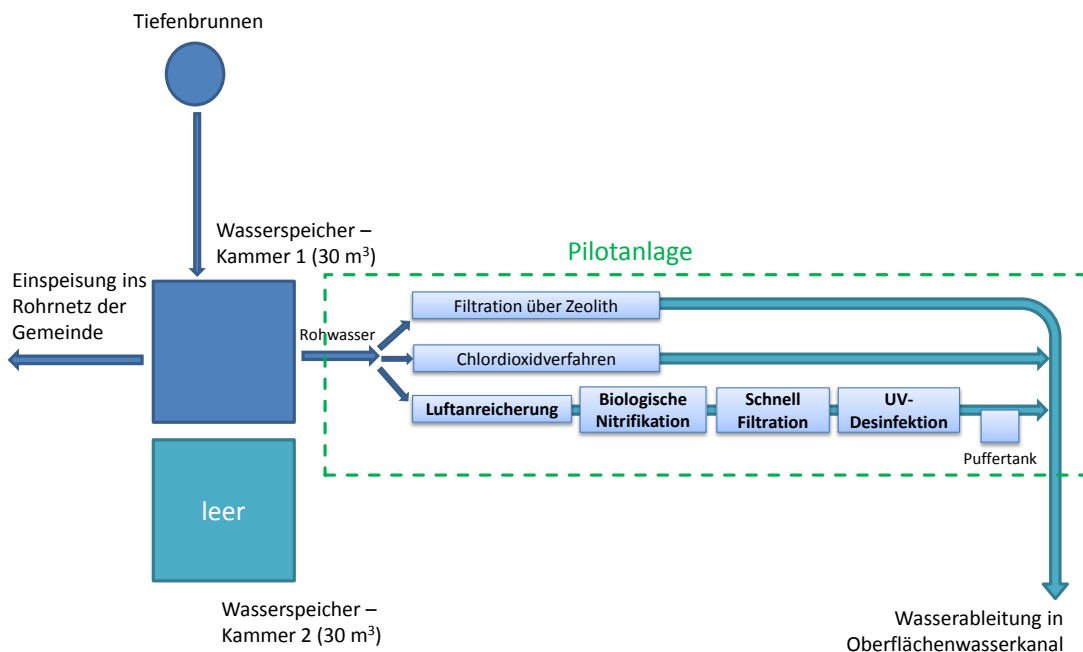 Tiefenbrunnen
Wasserspeicher –
Kammer 1 (30 m³)
Pilotanlage
Einspeisung ins
Rohrnetz der
Gemeinde
Rohwasser
Filtration über Zeolith
Chlordioxidverfahren
Luftanreicherung
Biologische
Nitrifikation
Schnell
Filtration
UV-
Desinfektion
Puffertank
leer
Wasserspeicher –
Kammer 2 (30 m³)
Wasserableitung in
Oberflächenwasserkanal